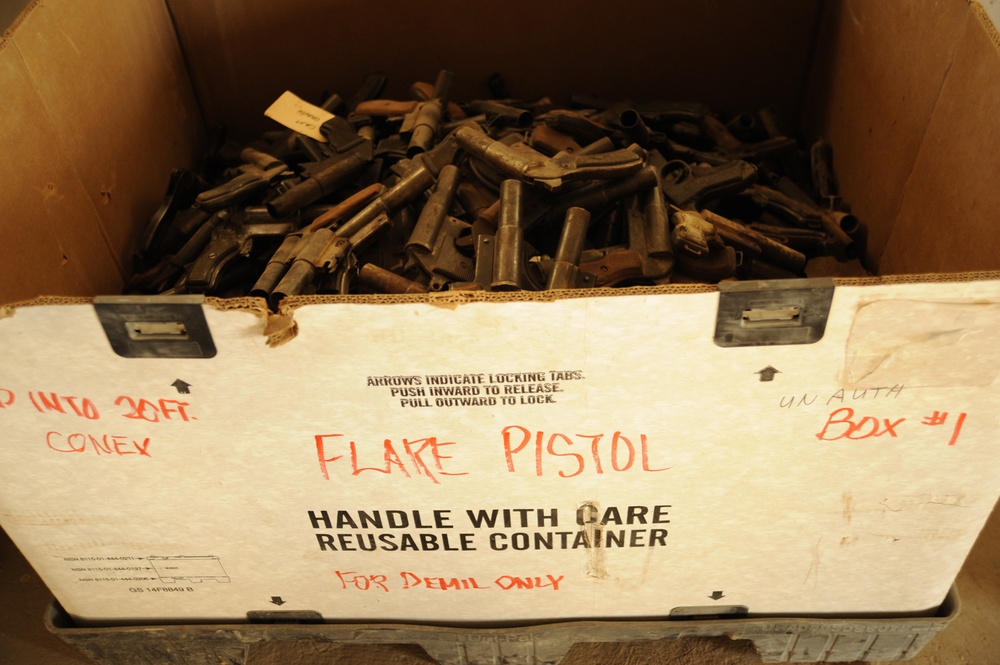 ARROWS INDICATE LOCKING TABS.
PUSH INWARD TO RELEASE.
PULL OUTWARD TO LOCK.
INTO 20FT.
CONEX
UN AUTH
BOX #1
FLARE PISTOL
HANDLE WITH CARE
REUSABLE CONTAINER
FOR DEMIL ONLY